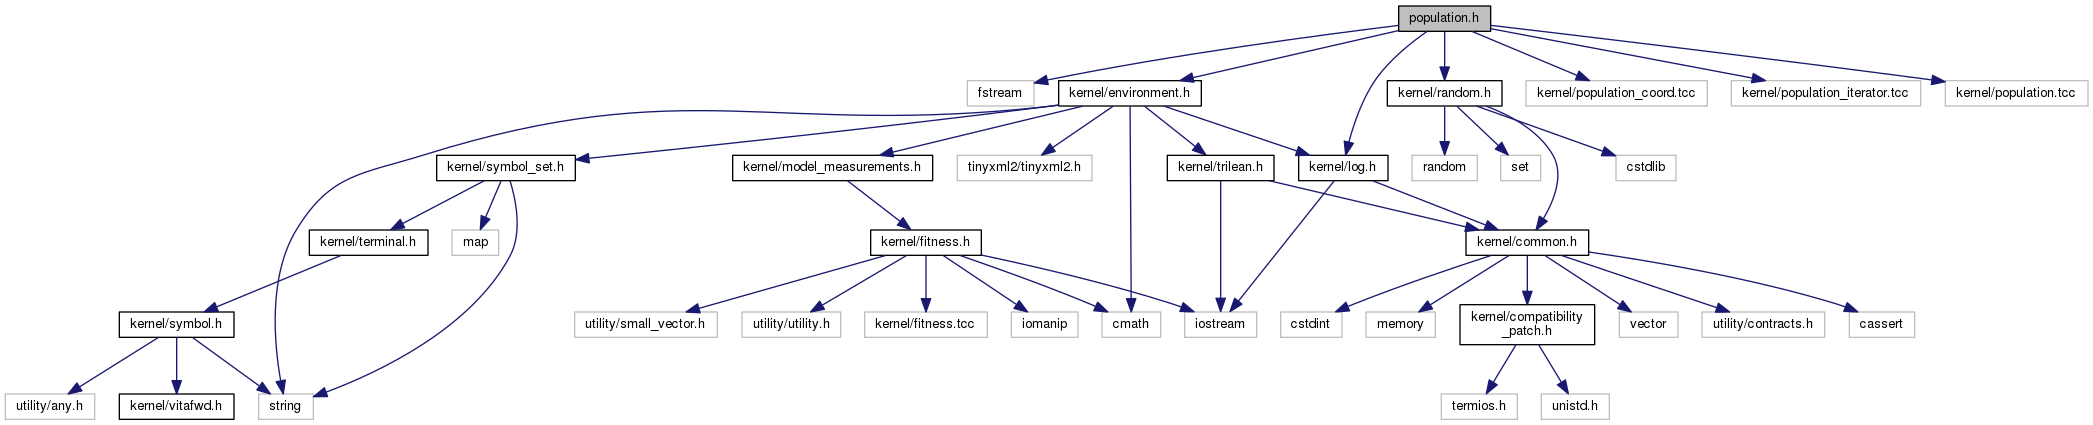 population.h
fstream
kernel/environment.h
kernel/random.h
kernel/population_coord.tcc
kernel/population_iterator.tcc
kernel/population.tcc
kernel/symbol_set.h
kernel/model_measurements.h
tinyxml2/tinyxml2.h
kernel/trilean.h
kernel/log.h
random
set
cstdlib
kernel/terminal.h
map
kernel/fitness.h
kernel/common.h
kernel/symbol.h
utility/small_vector.h
utility/utility.h
kernel/fitness.tcc
iomanip
cmath
iostream
cstdint
memory
kernel/compatibility
_patch.h
vector
utility/contracts.h
cassert
utility/any.h
kernel/vitafwd.h
string
termios.h
unistd.h